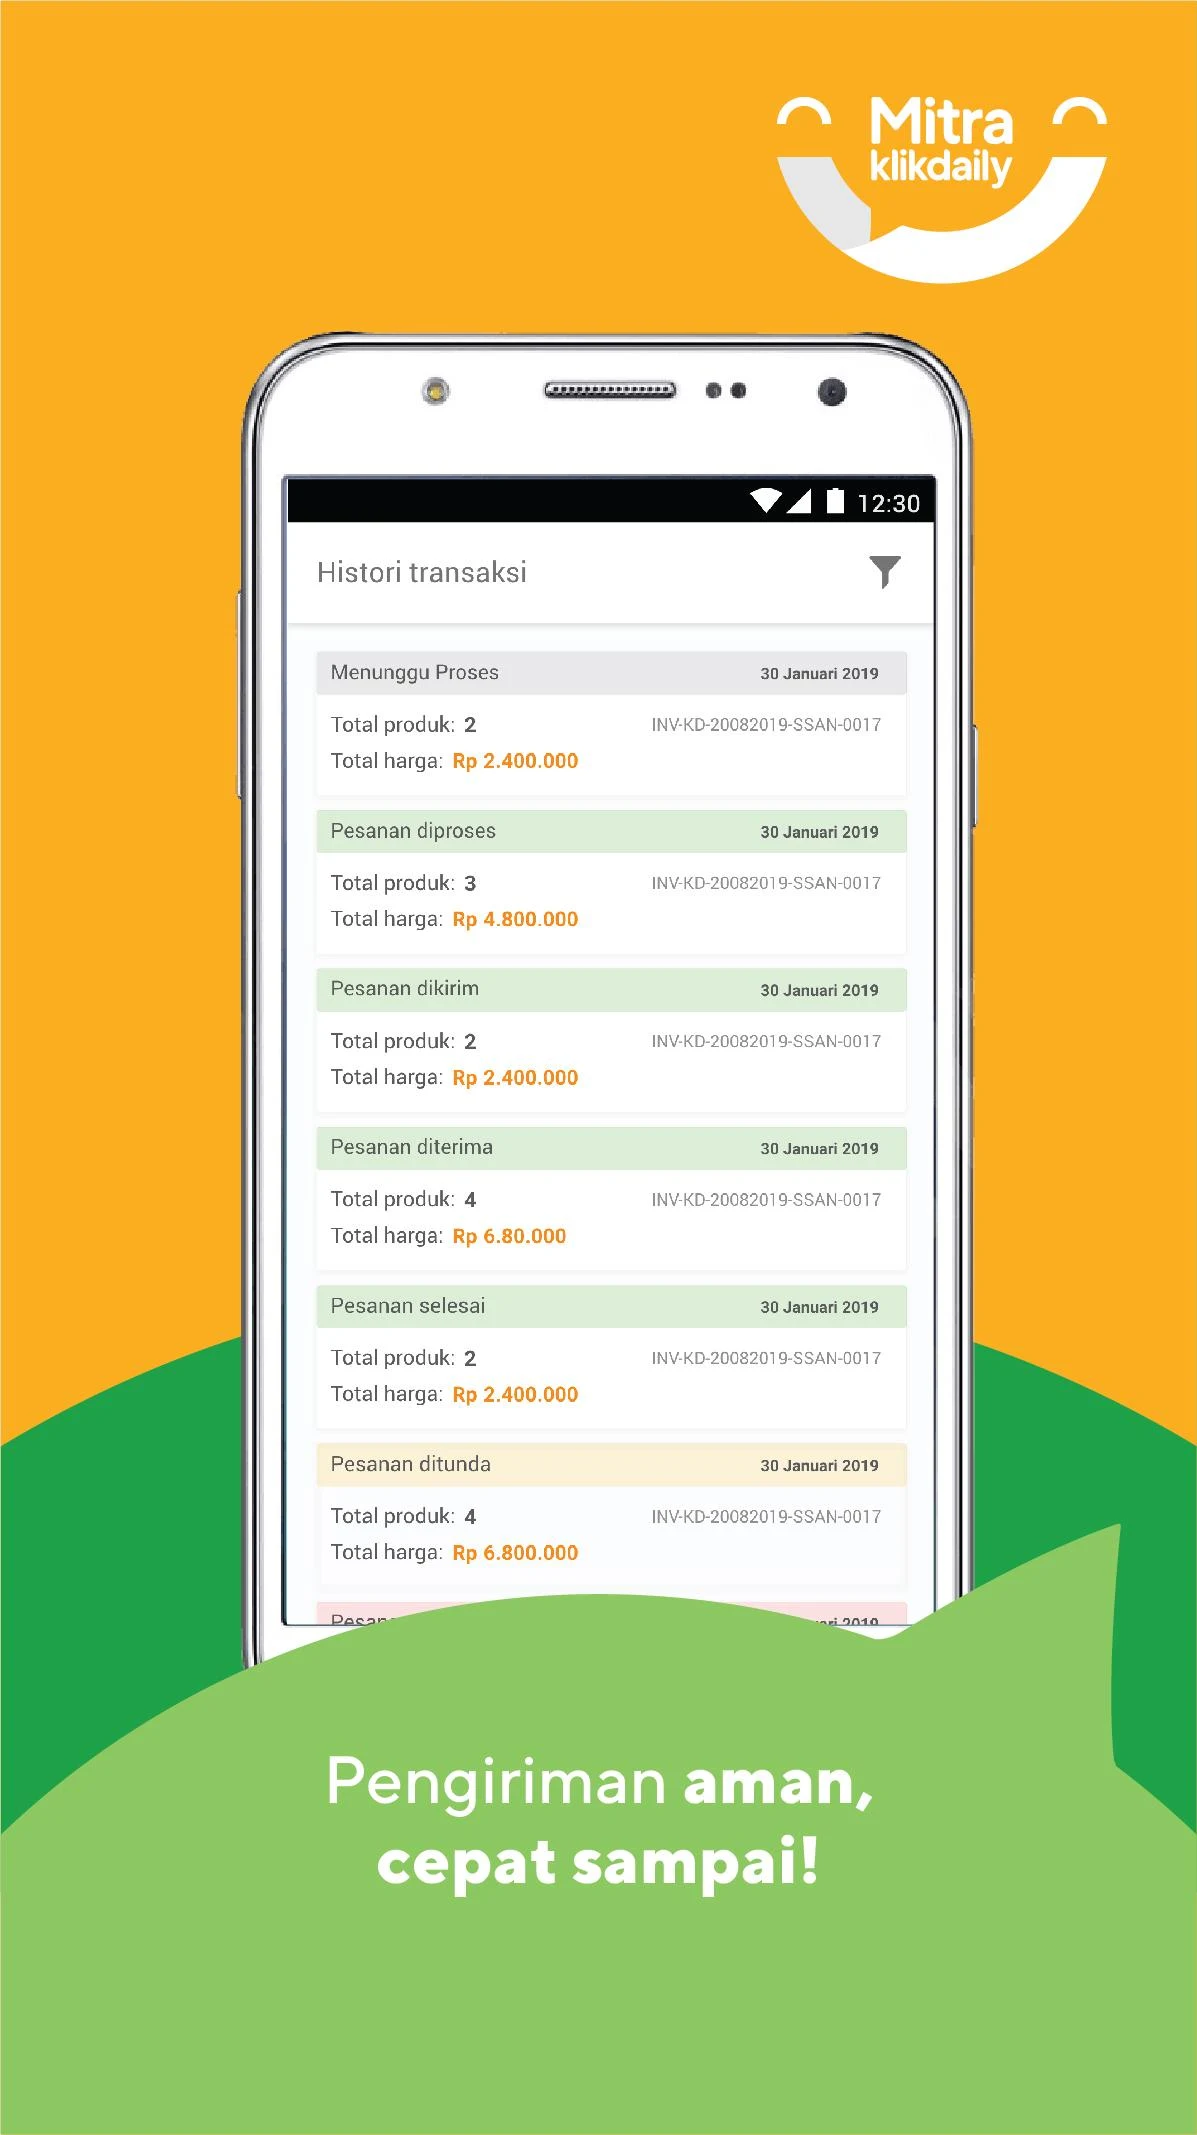 Mitra
klikdaily
12:30
Histori transaksi
Menunggu Proses 30 Januari 2019
Total produk: 2 INV-KD-20082019-SSAN-0017
Total harga: Rp 2.400.000
Pesanan diproses 30 Januari 2019
Total produk: 3 INV-KD-20082019-SSAN-0017
Total harga: Rp 4.800.000
Pesanan dikirim 30 Januari 2019
Total produk: 2 INV-KD-20082019-SSAN-0017
Total harga: Rp 2.400.000
Pesanan diterima 30 Januari 2019
Total produk: 4 INV-KD-20082019-SSAN-0017
Total harga: Rp 6.80.000
Pesanan selesai 30 Januari 2019
Total produk: 2 INV-KD-20082019-SSAN-0017
Total harga: Rp 2.400.000
Pesanan ditunda 30 Januari 2019
Total produk: 4 INV-KD-20082019-SSAN-0017
Total harga: Rp 6.800.000
2019
Pengiriman aman,
cepat sampai!